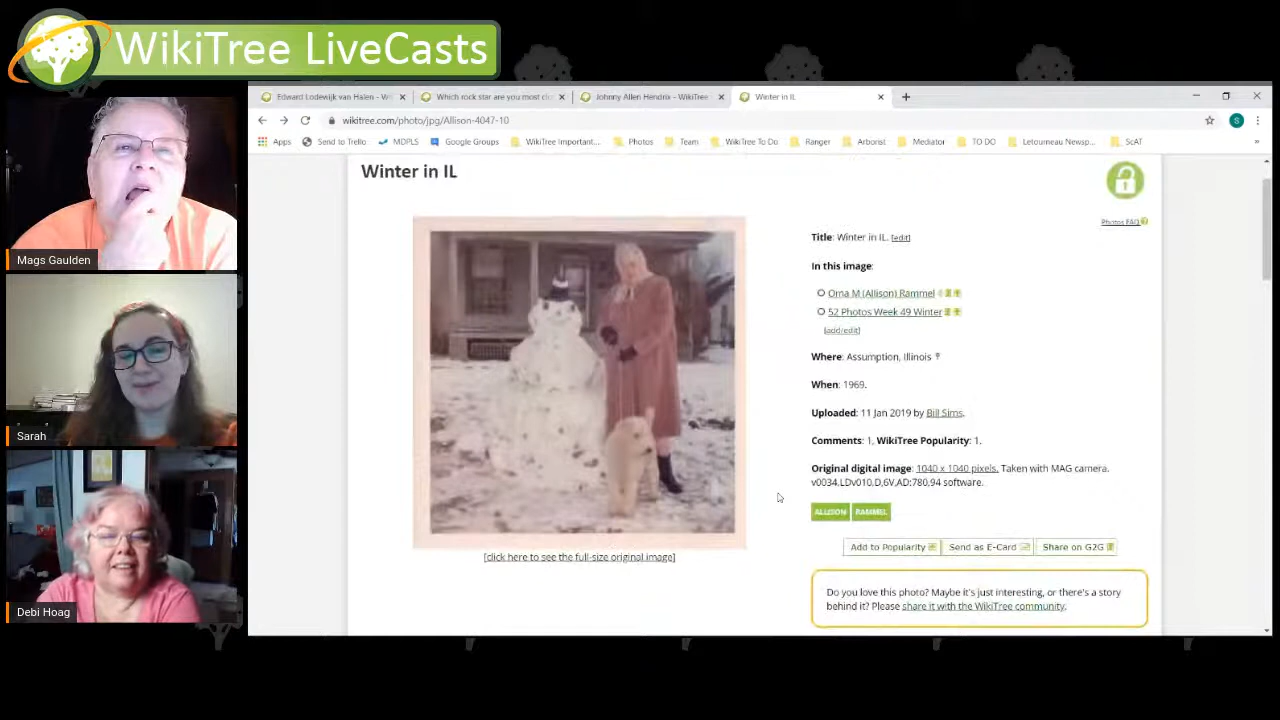 WikiTree LiveCasts
Edward Lodewijk van Halen - Wi
Which rock star are you most clo
Johnny Allen Hendrix - WikiTree
Winter in IL
wikitree.com/photo/jpg/Allison-4047-10
Apps
Send to Trello
MDPLS
Google Groups
WikiTree Important...
Photos
Team
WikiTree To Do
Ranger
Arborist
Mediator
TO DO
Letourneau Newsp...
ScAT
»
S
Winter in IL
Photos FAQ
Title: Winter in IL. [edit]
In this image:
Orna M (Allison) Rammel
52 Photos Week 49 Winter
[add/edit]
Where: Assumption, Illinois
When: 1969.
Uploaded: 11 Jan 2019 by Bill Sims.
Comments: 1, WikiTree Popularity: 1.
Original digital image: 1040 x 1040 pixels. Taken with MAG camera.
v0034,LDv010,D,6V,AD:780,94 software.
ALLISON RAMMEL
Add to Popularity
Send as E-Card
Share on G2G
[click here to see the full-size original image]
Do you love this photo? Maybe it's just interesting, or there's a story
behind it? Please share it with the WikiTree community.
Mags Gaulden
Sarah
Debi Hoag